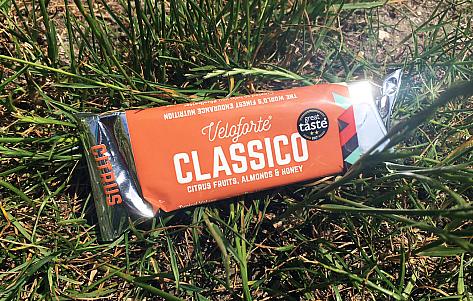 THE WORLD'S FINEST ENDURANCE NUTRITION
Veloforte®
CLASSICO
CITRUS FRUITS, ALMONDS & HONEY
great
taste
CITRUS